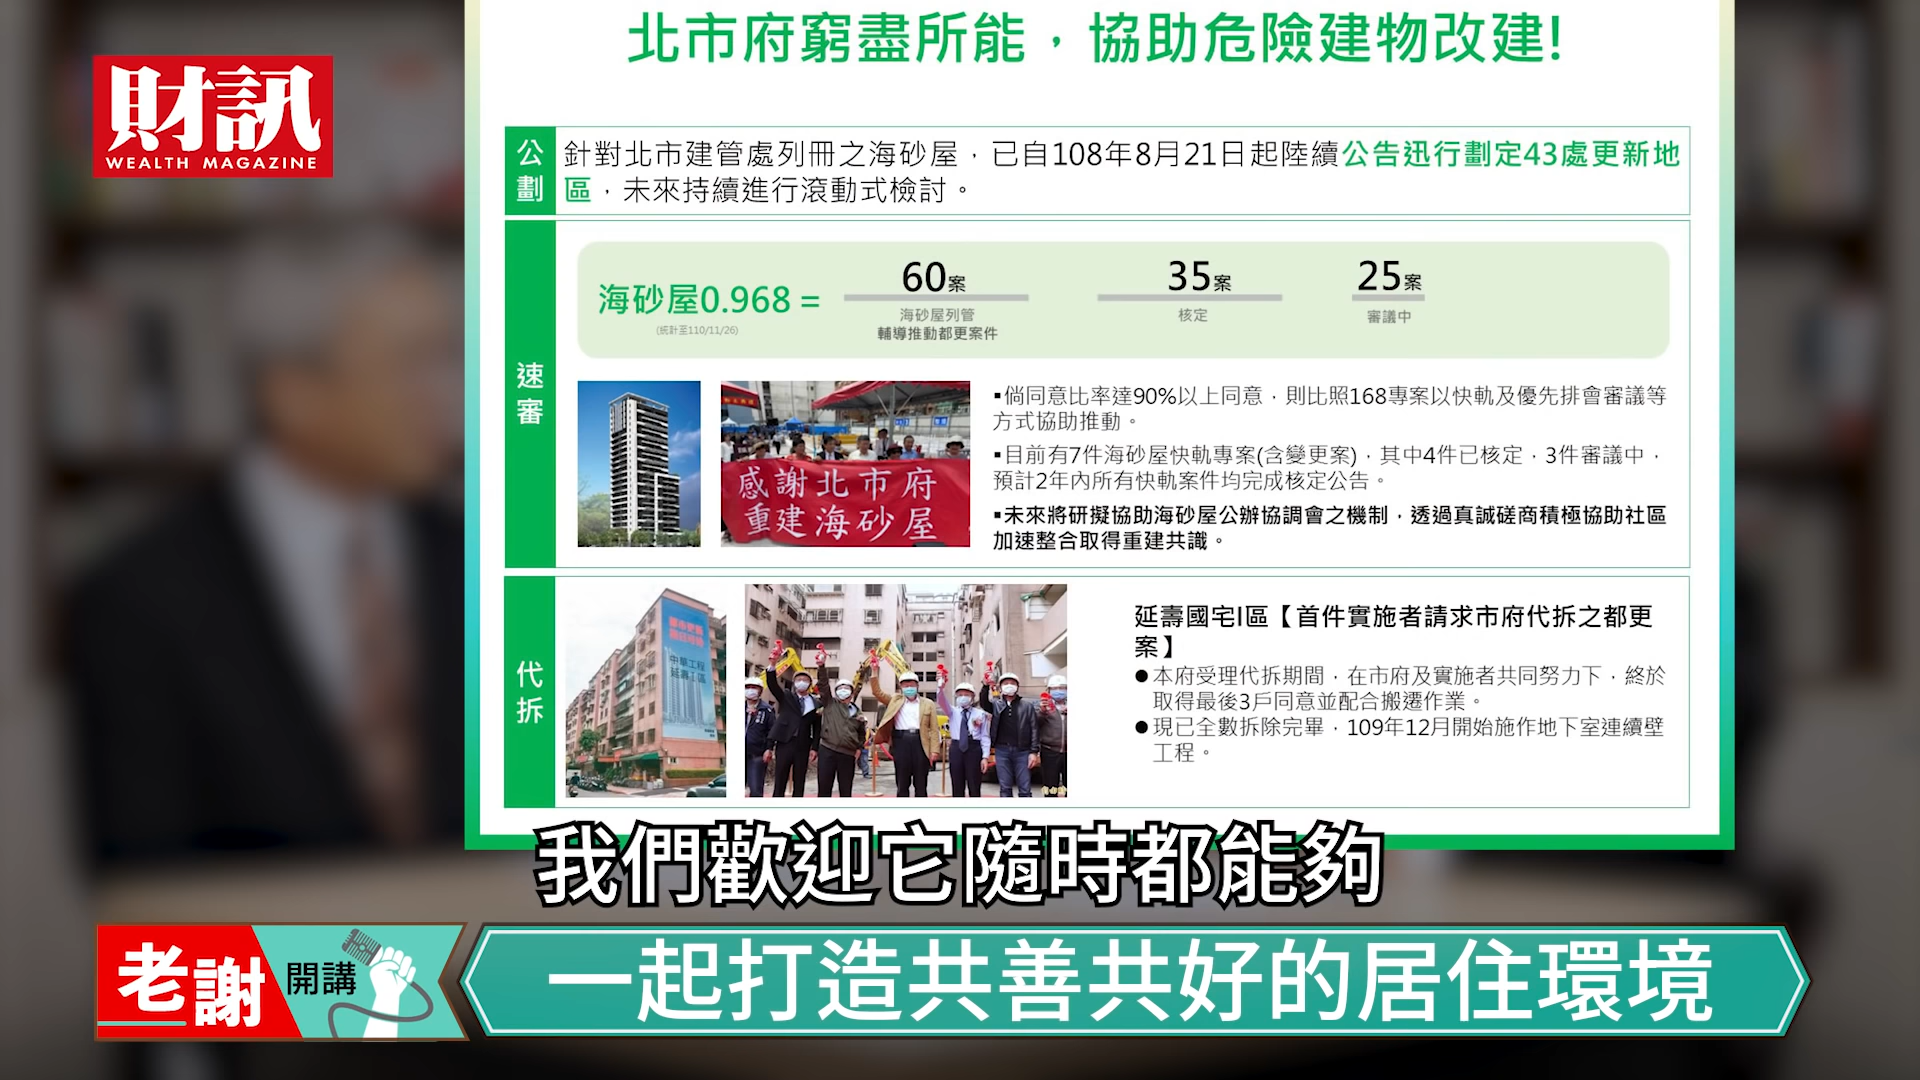 北市府窮盡所能，協助危險建物改建!
財訊
WEALTH MAGAZINE
公劃
針對北市建管處列冊之海砂屋，已自108年8月21日起陸續公告迅行劃定43處更新地
區，未來持續進行滾動式檢討。
速審
海砂屋0.968 =
(統計至110/11/26)
60案
海砂屋列管
輔導推動都更案件
35案
核定
25案
審議中
感謝北市府
重建海砂屋
▪倘同意比率達90%以上同意，則比照168專案以快軌及優先排會審議等
方式協助推動。
▪目前有7件海砂屋快軌專案(含變更案)，其中4件已核定，3件審議中，
預計2年內所有快軌案件均完成核定公告。
▪未來將研擬協助海砂屋公辦協調會之機制，透過真誠磋商積極協助社區
加速整合取得重建共識。
代拆
中華工程
延壽I區
延壽國宅I區【首件實施者請求市府代拆之都更
案】
●本府受理代拆期間，在市府及實施者共同努力下，終於
取得最後3戶同意並配合搬遷作業。
●現已全數拆除完畢，109年12月開始施作地下室連續壁
工程。
我們歡迎它隨時都能夠
老謝開講
一起打造共善共好的居住環境